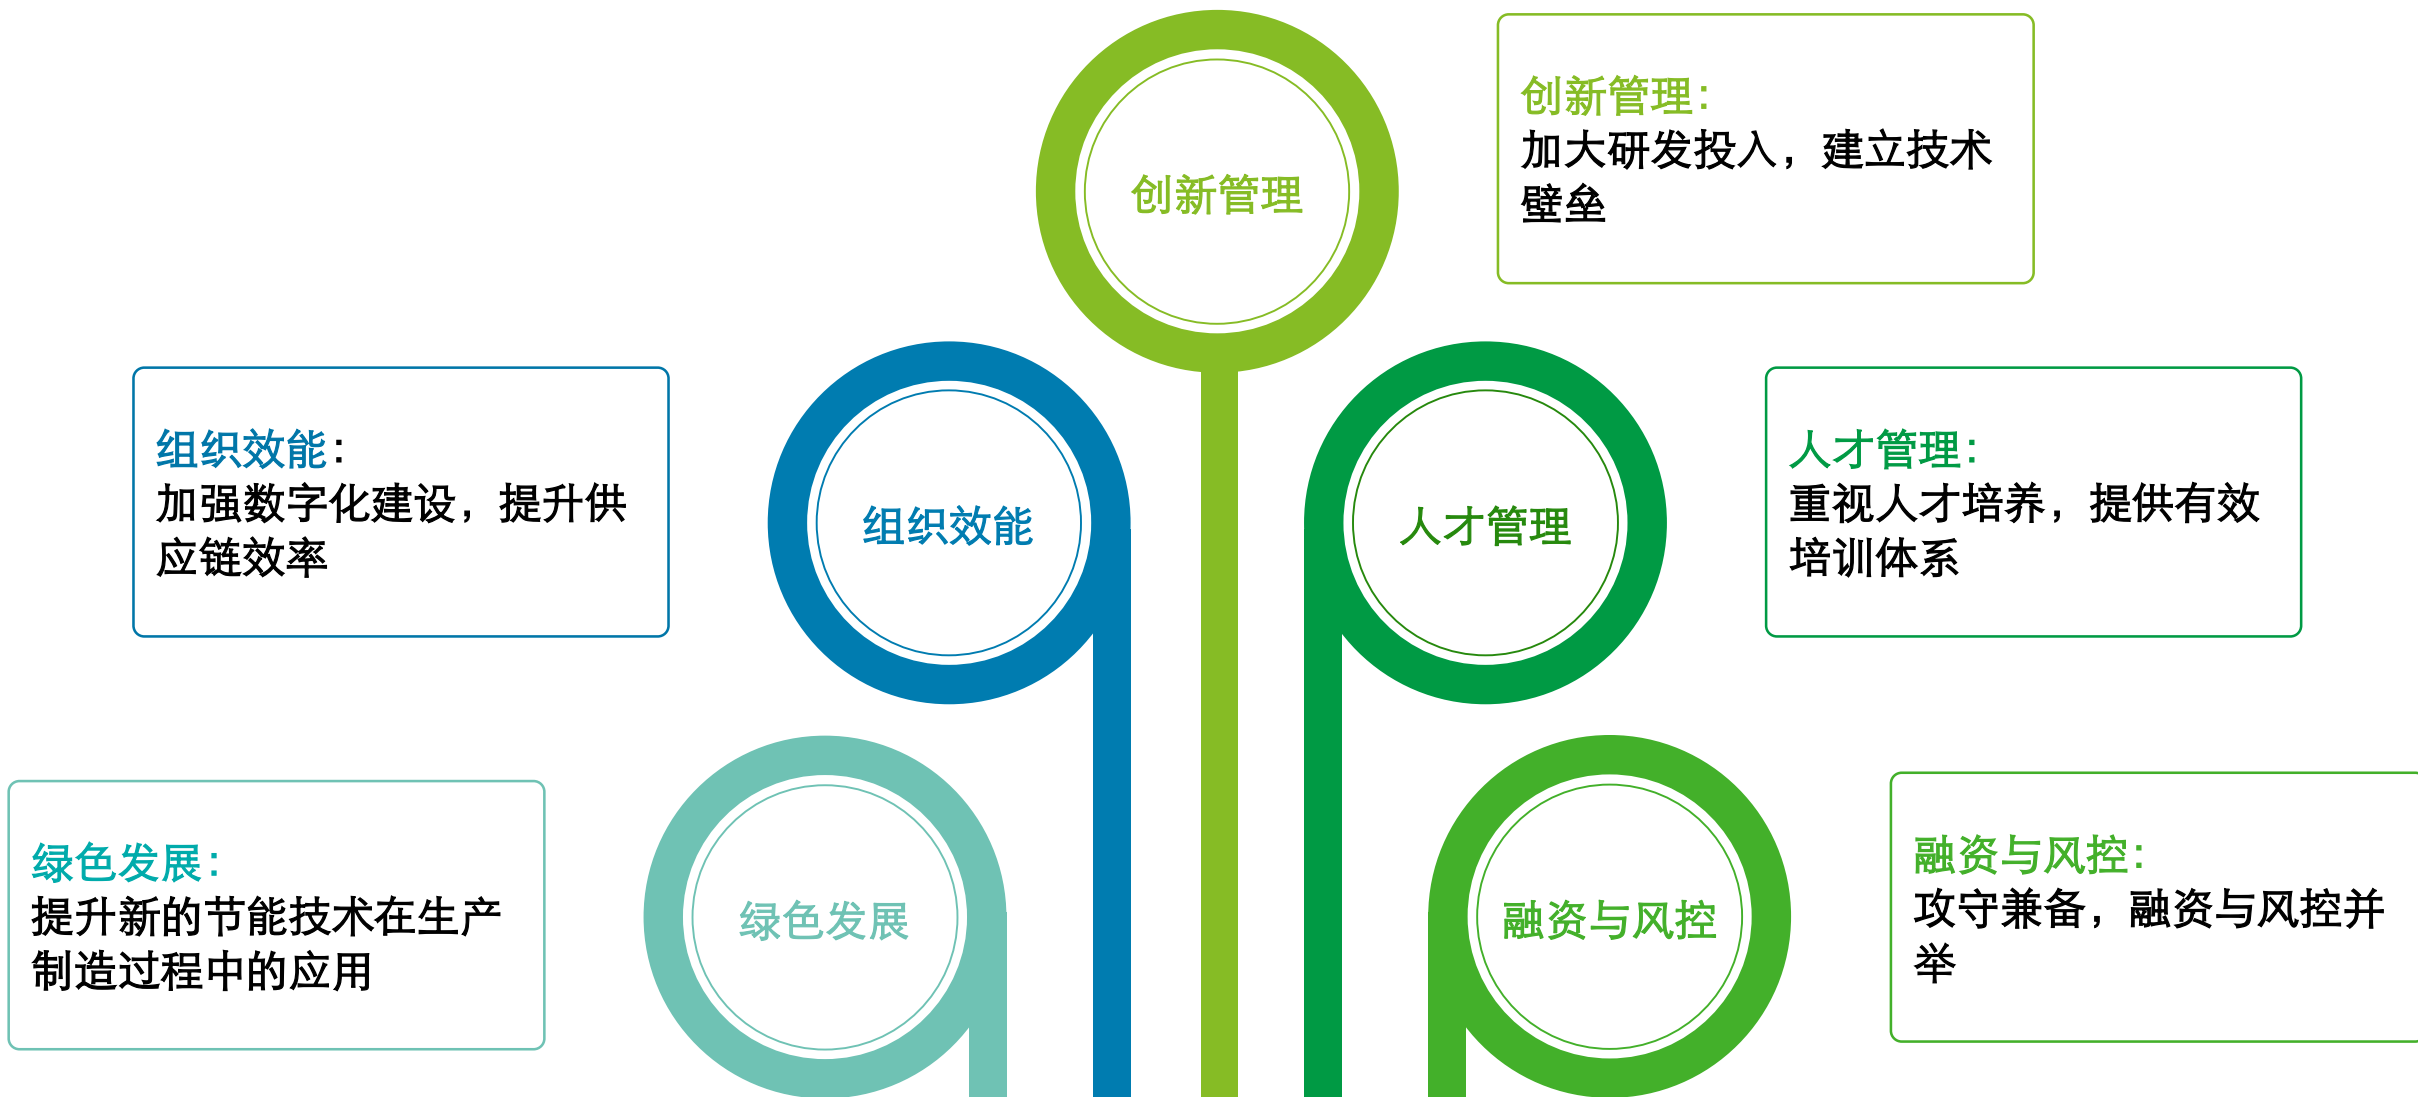 创新管理
创新管理：
加大研发投入，建立技术
壁垒
组织效能：
加强数字化建设，提升供
应链效率
组织效能
人才管理
人才管理：
重视人才培养，提供有效
培训体系
绿色发展：
提升新的节能技术在生产
制造过程中的应用
绿色发展
融资与风控
融资与风控：
攻守兼备，融资与风控并
举